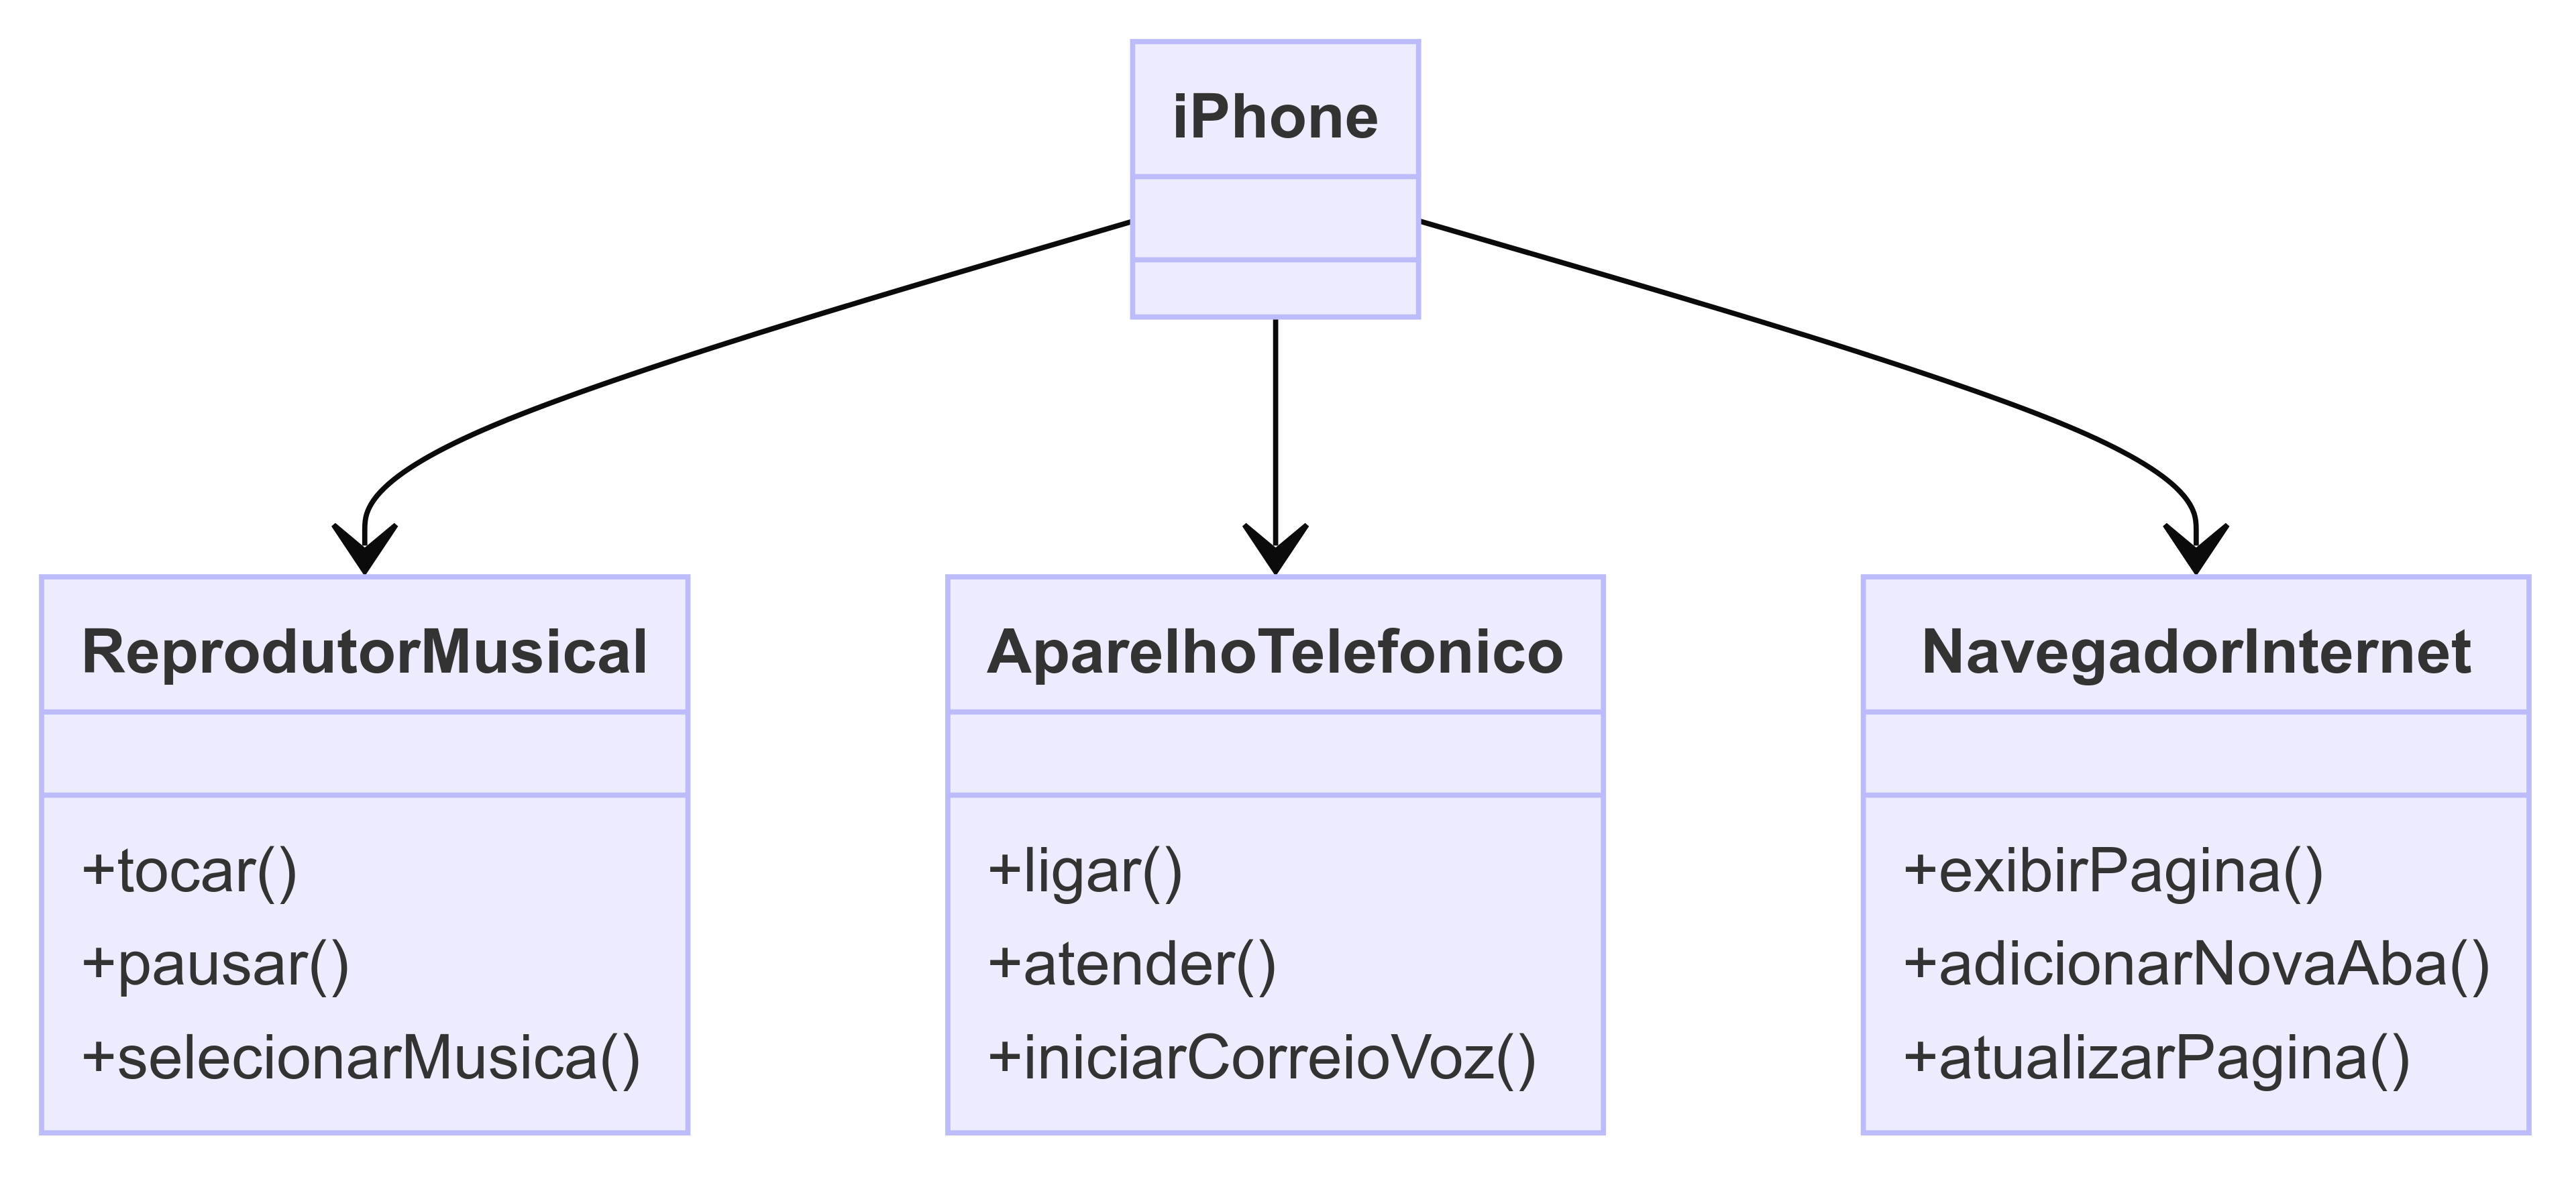 iPhone
ReprodutorMusical
+tocar()
+pausar()
+selecionarMusica()
AparelhoTelefonico
+ligar()
+atender()
+iniciarCorreioVoz()
NavegadorInternet
+exibirPagina()
+adicionarNovaAba()
+atualizarPagina()